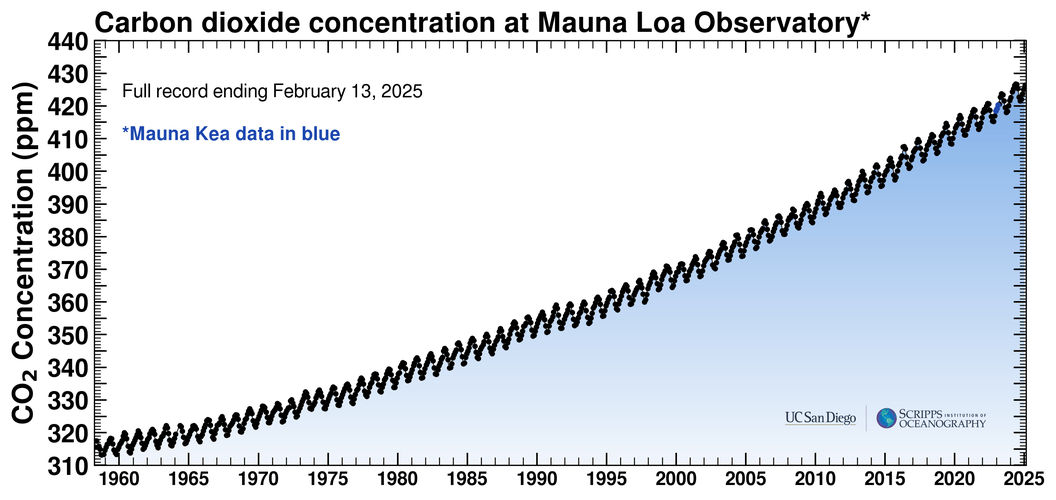 Carbon dioxide concentration at Mauna Loa Observatory*
CO₂ Concentration (ppm)
440
430
420
410
400
390
380
370
360
350
340
330
320
310
Full record ending February 13, 2025
*Mauna Kea data in blue
UC San Diego
SCRIPPS INSTITUTION OF
OCEANOGRAPHY
1960 1965 1970 1975 1980 1985 1990 1995 2000 2005 2010 2015 2020 2025